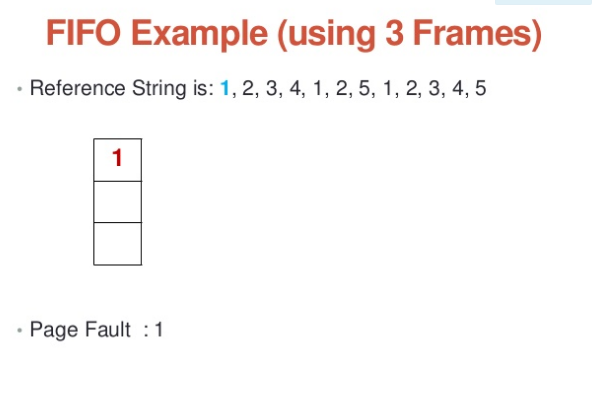 FIFO Example (using 3 Frames)
• Reference String is: 1, 2, 3, 4, 1, 2, 5, 1, 2, 3, 4, 5
1
• Page Fault : 1